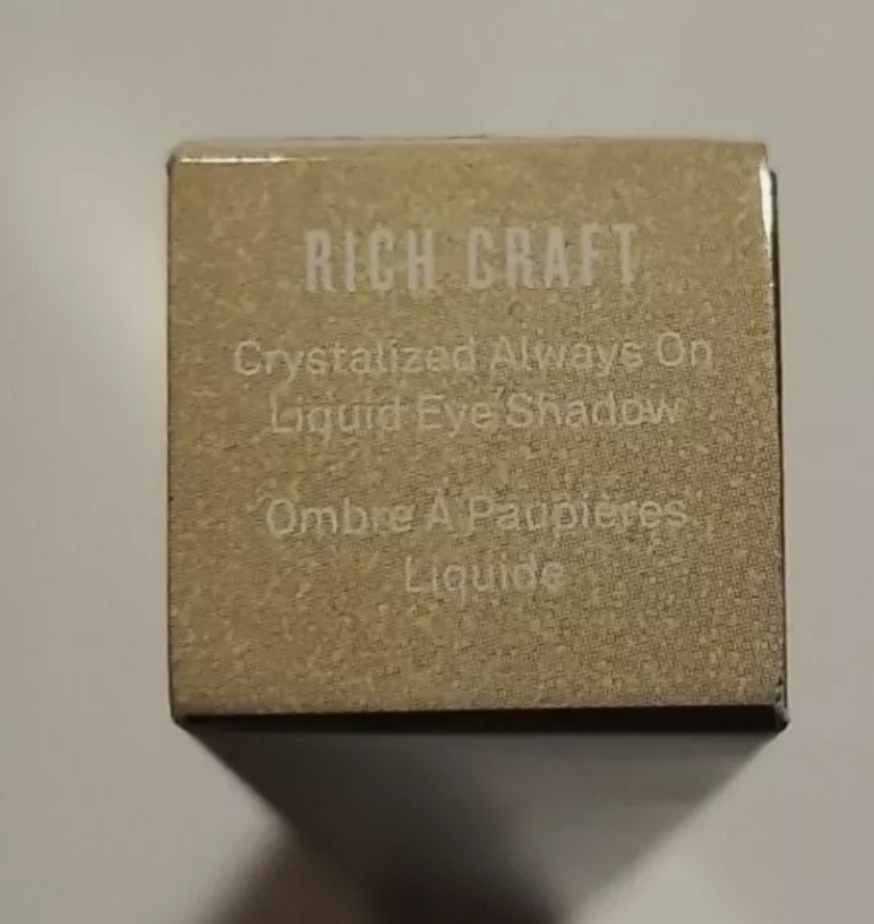 RICH CRAFT
Crystalized Always On
Liquid Eye Shadow
Ombre À Paupières
Liquide